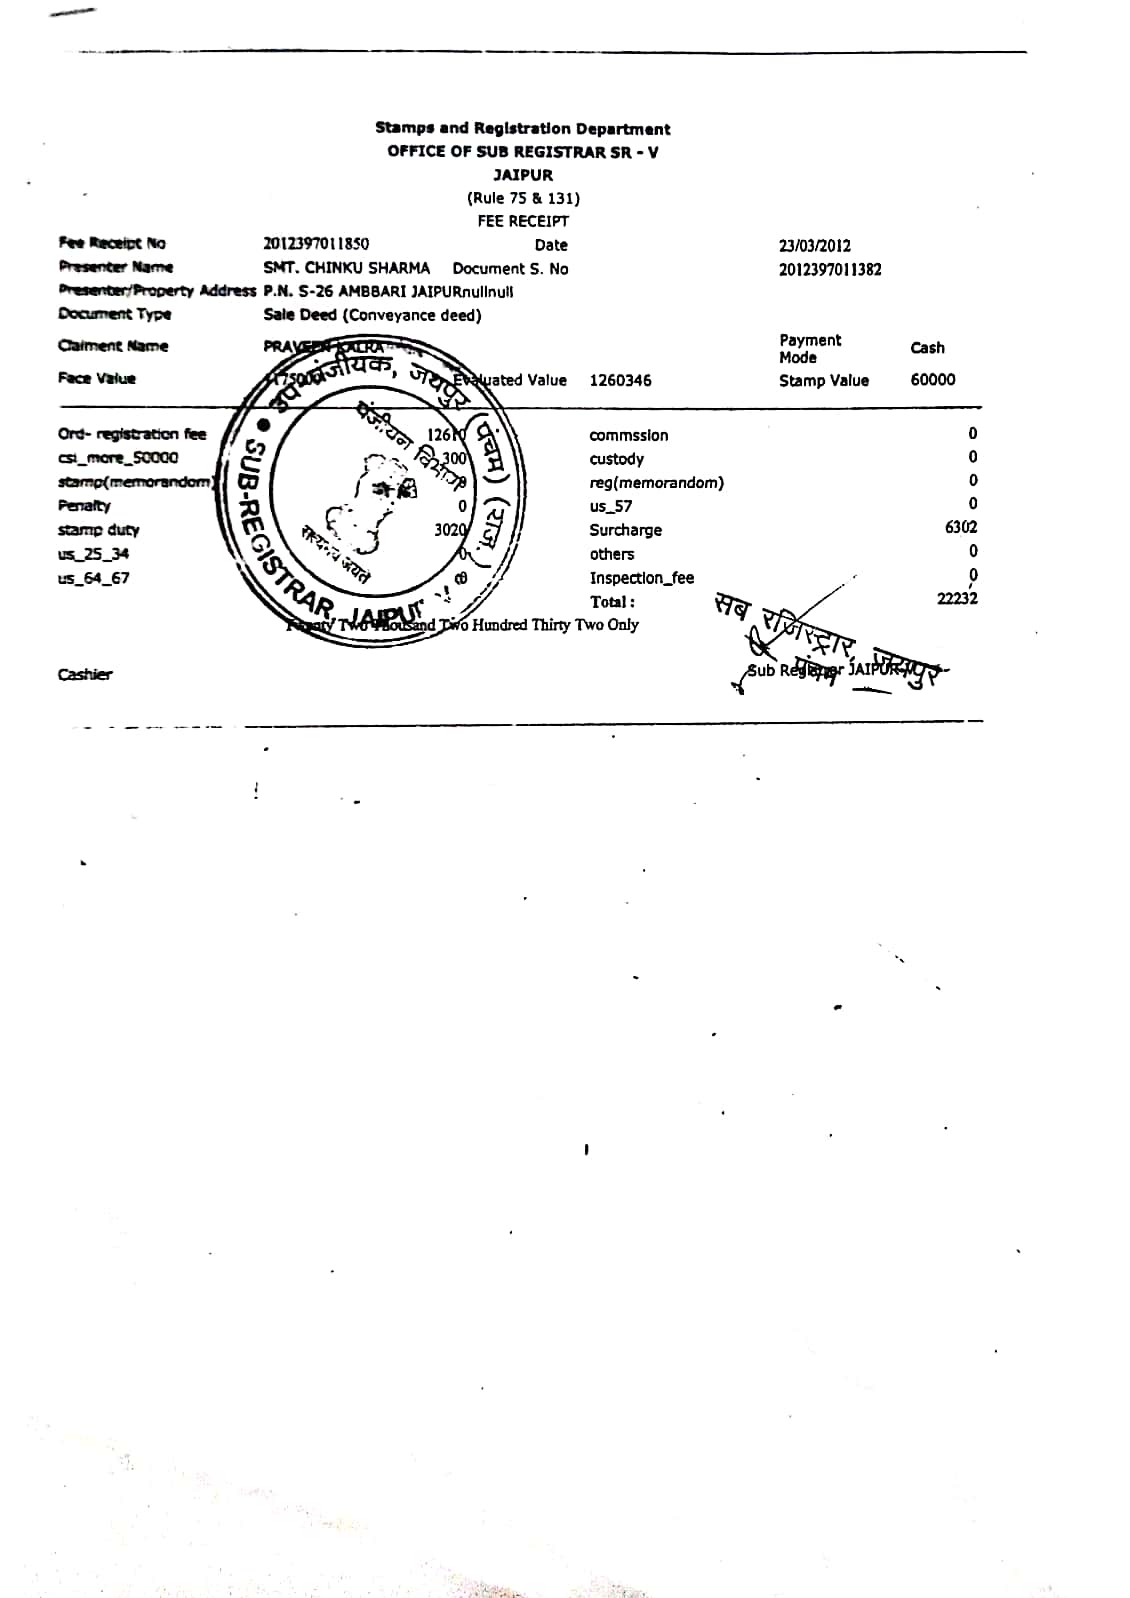 Stamps and Registration Department
OFFICE OF SUB REGISTRAR SR - V
JAIPUR
(Rule 75 & 131)
FEE RECEIPT
Fee Receipt No 2012397011850 Date 23/03/2012
Presenter Name SMT. CHINKU SHARMA Document S. No 2012397011382
Presenter/Property Address P.N. S-26 AMBBARI JAIPURnullnull
Document Type Sale Deed (Conveyance deed)
Claiment Name PRAVEEN KALRA Payment Mode Cash
Face Value Evaluated Value 1260346 Stamp Value 60000
Ord- registration fee 12610 commssion 0
csi_more_50000 300 custody 0
stamp(memorandom) 0 reg(memorandom) 0
Penalty 0 us_57 0
stamp duty 3020 Surcharge 6302
us_25_34 0 others 0
us_64_67 Inspection_fee 0
Total : 22232
Twenty Two Thousand Two Hundred Thirty Two Only
Cashier Sub Registrar JAIPUR-V
उप पंजीयक, जयपुर (पंचम) (राज.)
पंजीयन विभाग
सत्यमेव जयते
SUB-REGISTRAR, JAIPUR
सब रजिस्ट्रार, जयपुर
पंचम